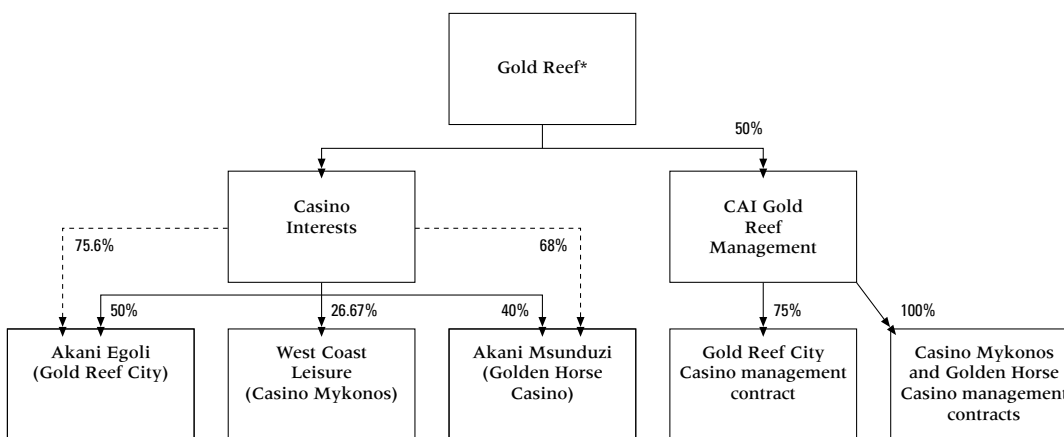 Gold Reef*
50%
Casino
Interests
CAI Gold
Reef
Management
75.6%
68%
50%
26.67%
40%
75%
100%
Akani Egoli
(Gold Reef City)
West Coast
Leisure
(Casino Mykonos)
Akani Msunduzi
(Golden Horse
Casino)
Gold Reef City
Casino management
contract
Casino Mykonos
and Golden Horse
Casino management
contracts